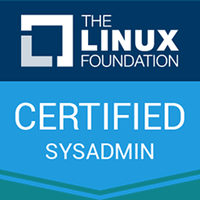 THE
LINUX
FOUNDATION
CERTIFIED
SYSADMIN